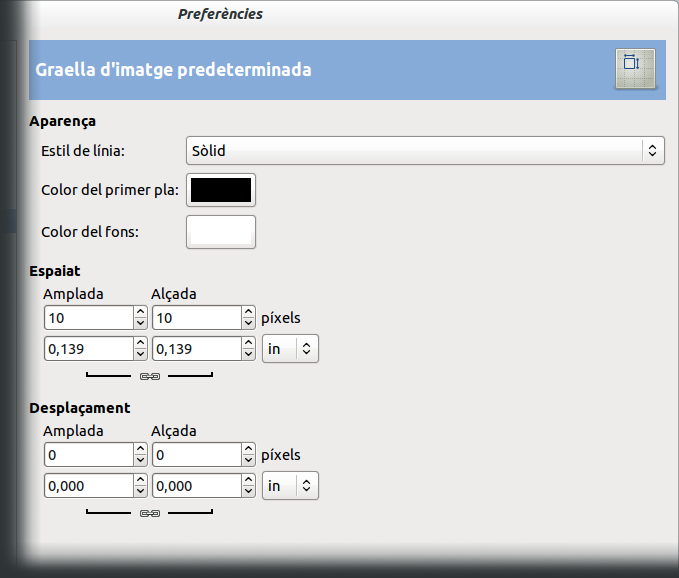 Preferències
Graella d'imatge predeterminada
Aparença
Estil de línia: Sòlid
Color del primer pla:
Color del fons:
Espaiat
Amplada Alçada
10 10 píxels
0,139 0,139 in
Desplaçament
Amplada Alçada
0 0 píxels
0,000 0,000 in